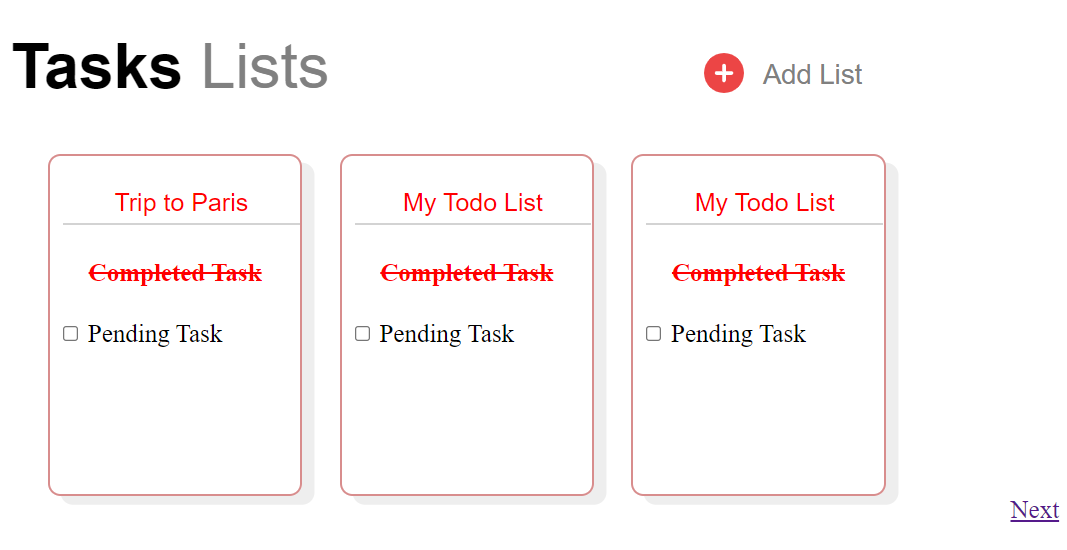 Tasks Lists
Add List
Trip to Paris
Completed Task
Pending Task
My Todo List
Completed Task
Pending Task
My Todo List
Completed Task
Pending Task
Next